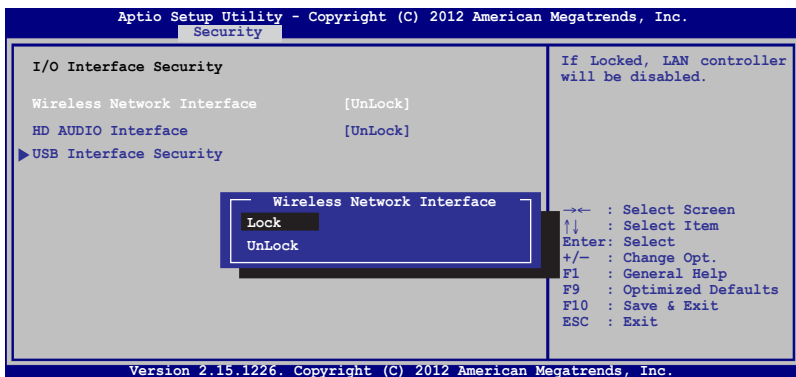 Aptio Setup Utility - Copyright (C) 2012 American Megatrends, Inc.
Security
I/O Interface Security
Wireless Network Interface [UnLock]
HD AUDIO Interface [UnLock]
▶USB Interface Security
If Locked, LAN controller
will be disabled.
Wireless Network Interface
Lock
UnLock
→← : Select Screen
↑↓ : Select Item
Enter: Select
+/— : Change Opt.
F1 : General Help
F9 : Optimized Defaults
F10 : Save & Exit
ESC : Exit
Version 2.15.1226. Copyright (C) 2012 American Megatrends, Inc.